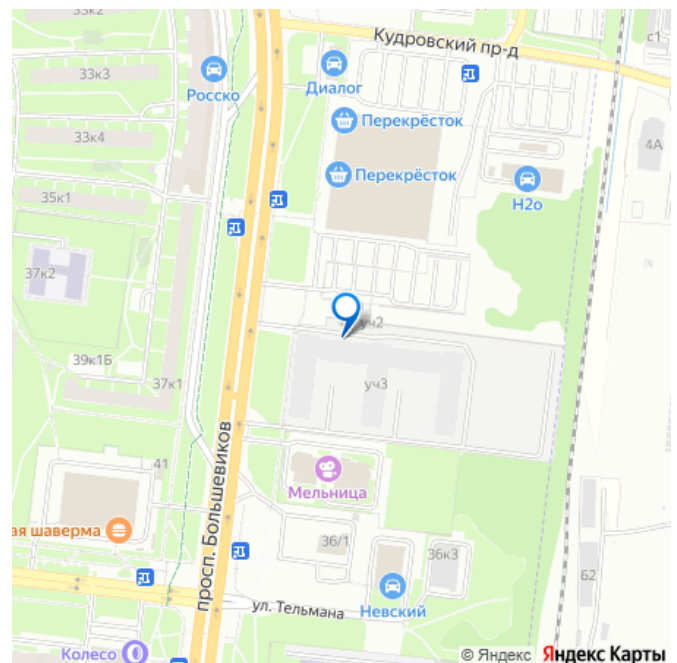 33к2
Кудровский пр-д
с1
33к3
Росско
Диалог
33к4
Перекрёсток
4А
Перекрёсток
35к1
Н2о
37к2
уч2
39к1Б
37к1
уч3
просп. Большевиков
41
Мельница
ая шаверма
36/1
36к3
62
ул. Тельмана
Невский
Колесо
© Яндекс Яндекс Карты